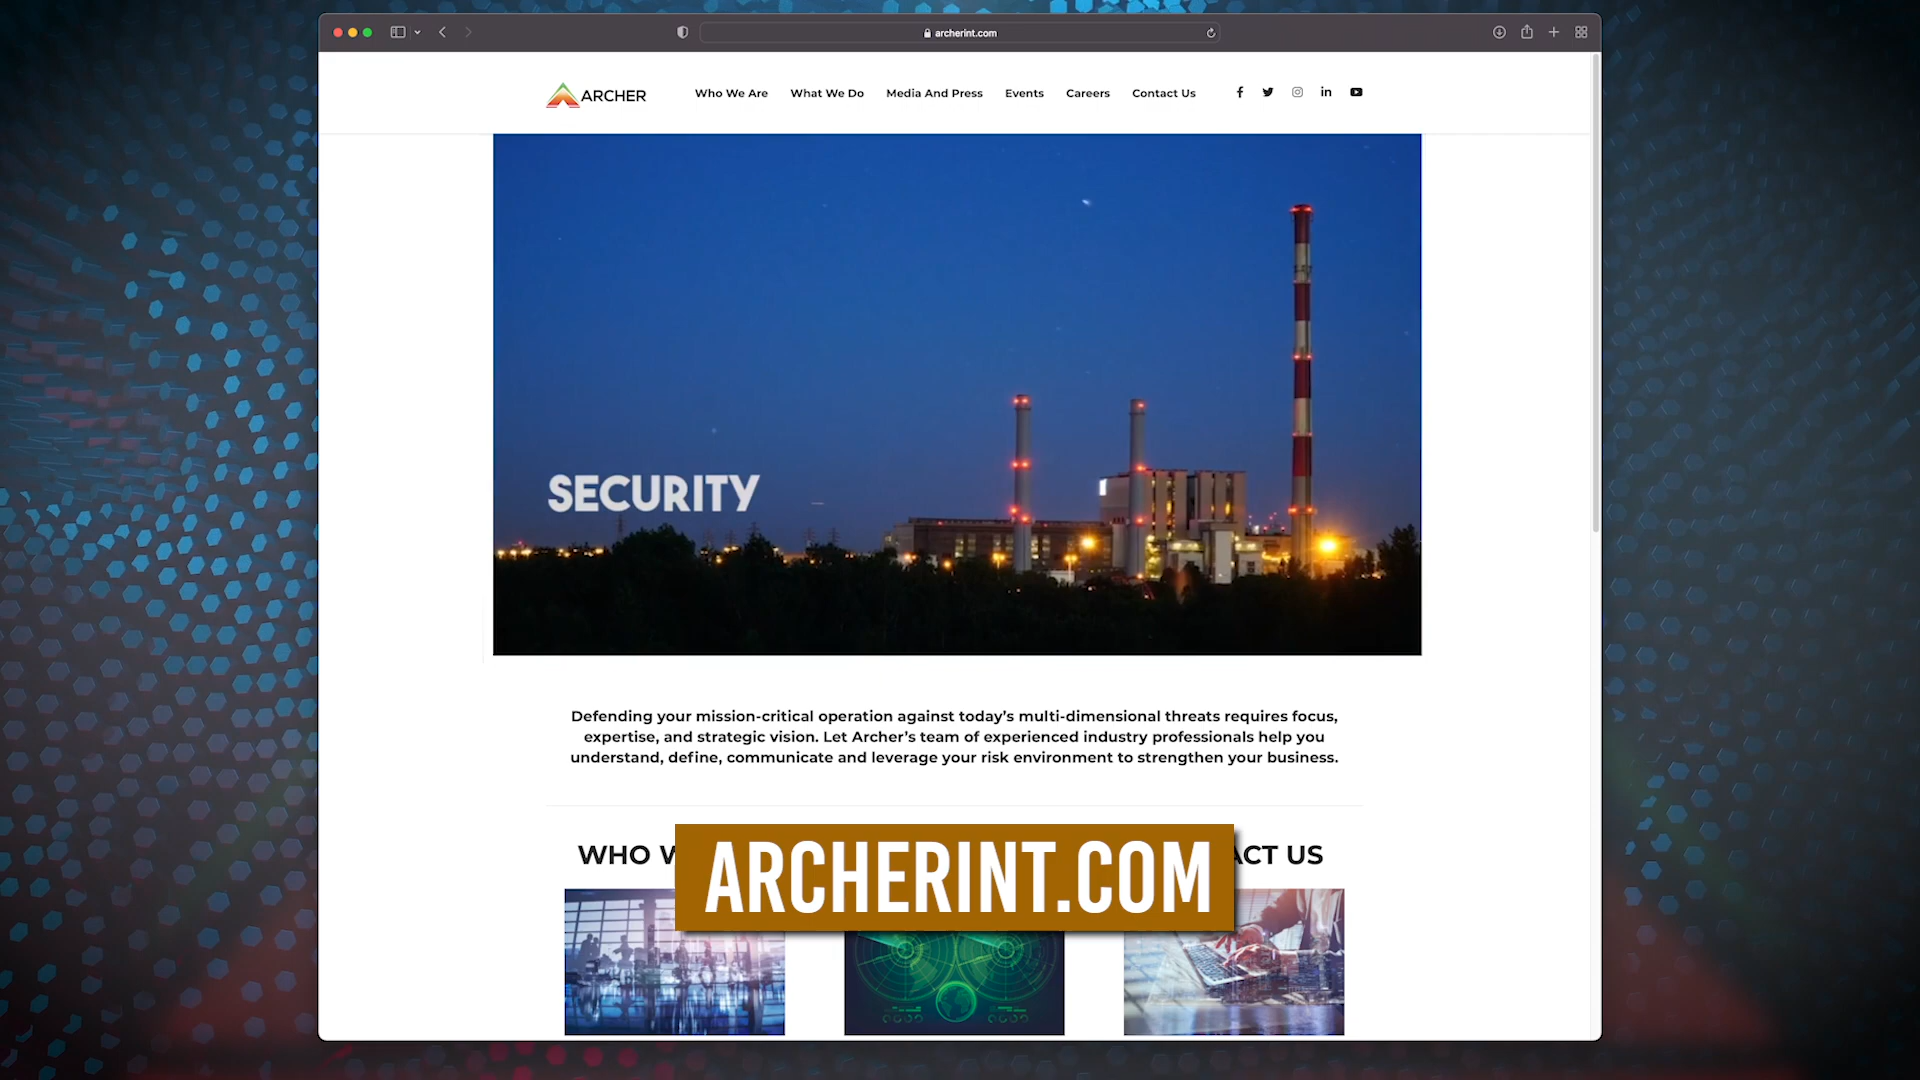 archerint.com
ARCHER
Who We Are
What We Do
Media And Press
Events
Careers
Contact Us
SECURITY
Defending your mission-critical operation against today's multi-dimensional threats requires focus,
expertise, and strategic vision. Let Archer's team of experienced industry professionals help you
understand, define, communicate and leverage your risk environment to strengthen your business.
WHO
ACT US
ARCHERINT.COM